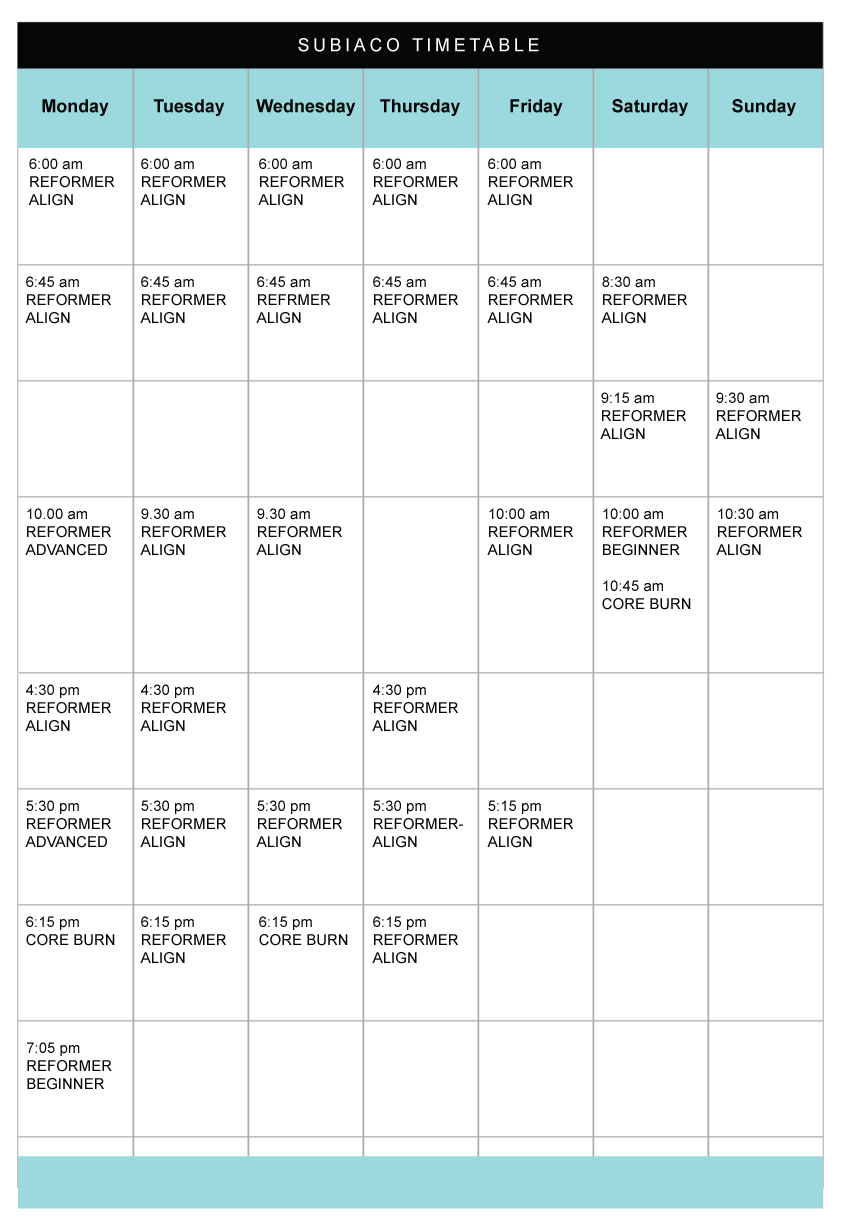 SUBIACO TIMETABLE
Monday Tuesday Wednesday Thursday Friday Saturday Sunday
6:00 am 6:00 am 6:00 am 6:00 am 6:00 am
REFORMER REFORMER REFORMER REFORMER REFORMER
ALIGN ALIGN ALIGN ALIGN ALIGN
6:45 am 6:45 am 6:45 am 6:45 am 6:45 am 8:30 am
REFORMER REFORMER REFRMER REFORMER REFORMER REFORMER
ALIGN ALIGN ALIGN ALIGN ALIGN ALIGN
9:15 am 9:30 am
REFORMER REFORMER
ALIGN ALIGN
10.00 am 9.30 am 9.30 am 10:00 am 10:00 am 10:30 am
REFORMER REFORMER REFORMER REFORMER REFORMER REFORMER
ADVANCED ALIGN ALIGN ALIGN BEGINNER ALIGN
10:45 am
CORE BURN
4:30 pm 4:30 pm 4:30 pm
REFORMER REFORMER REFORMER
ALIGN ALIGN ALIGN
5:30 pm 5:30 pm 5:30 pm 5:30 pm 5:15 pm
REFORMER REFORMER REFORMER REFORMER- REFORMER
ADVANCED ALIGN ALIGN ALIGN ALIGN
6:15 pm 6:15 pm 6:15 pm 6:15 pm
CORE BURN REFORMER CORE BURN REFORMER
ALIGN ALIGN
7:05 pm
REFORMER
BEGINNER